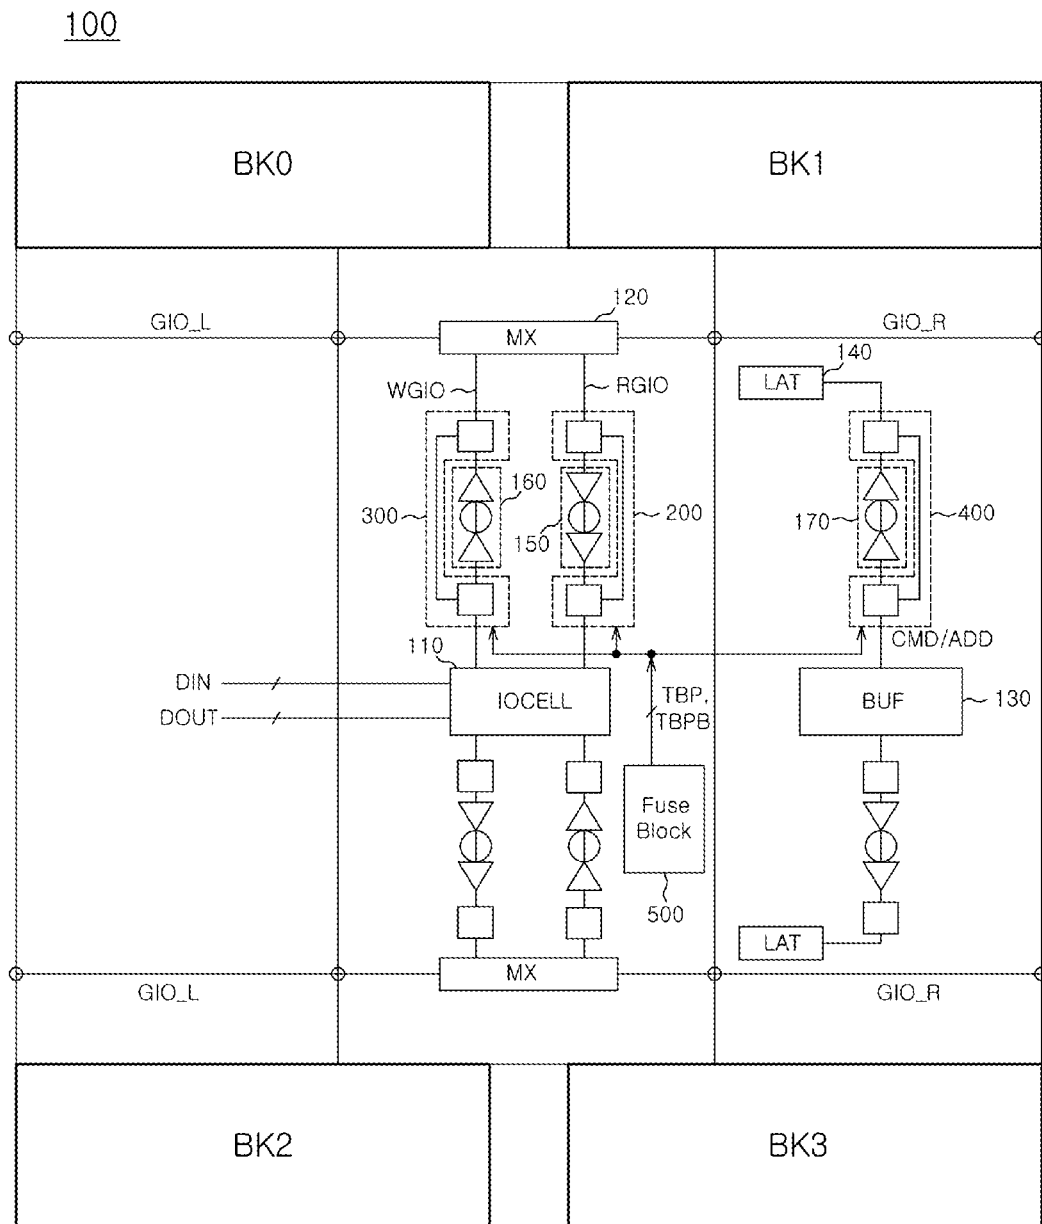 100
BK0
BK1
GIO_L
120
MX
GIO_R
140
LAT
WGIO
RGIO
160
300
150
200
170
400
110
CMD/ADD
DIN
DOUT
IOCELL
TBP,
TBPB
BUF
130
Fuse
Block
500
LAT
MX
GIO_L
GIO_R
BK2
BK3